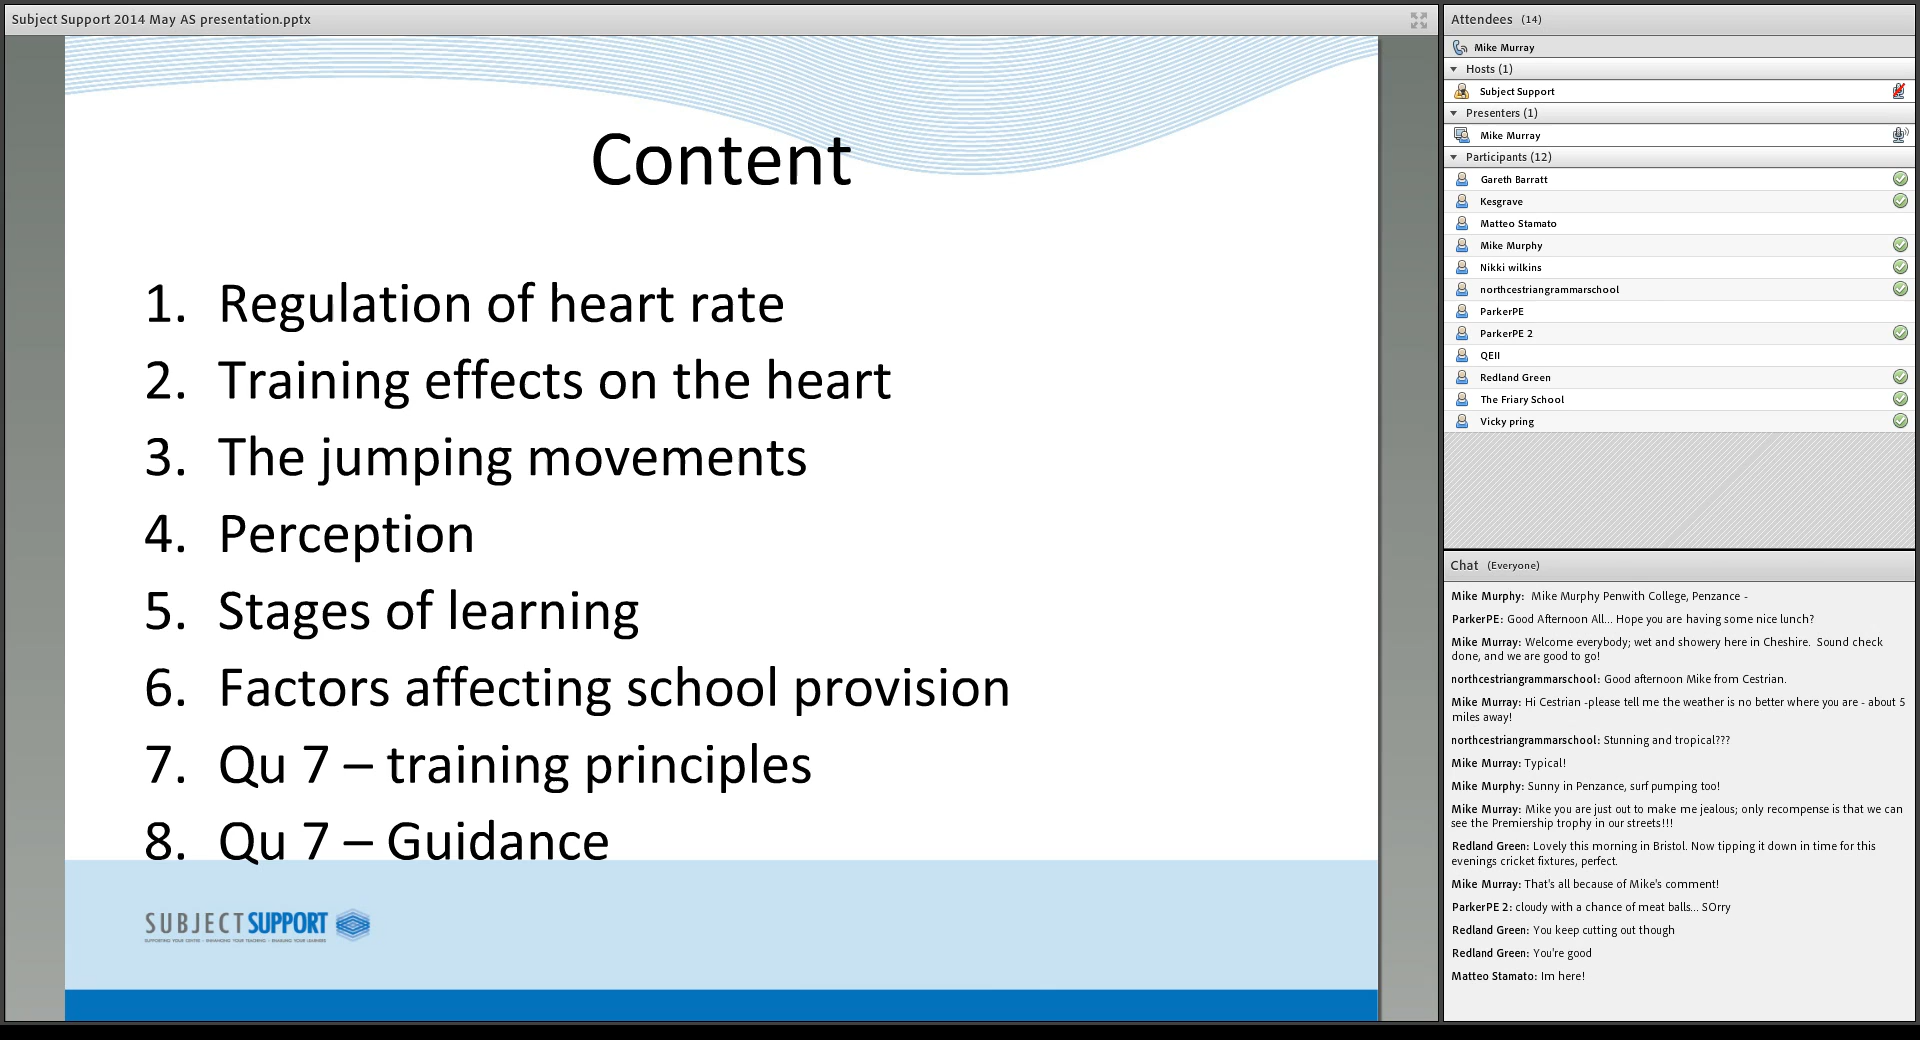 Subject Support 2014 May AS presentation.pptx
Content
1. Regulation of heart rate
2. Training effects on the heart
3. The jumping movements
4. Perception
5. Stages of learning
6. Factors affecting school provision
7. Qu 7 – training principles
8. Qu 7 – Guidance
SUBJECTSUPPORT
SUPPORTING YOUR CENTRE - ENHANCING YOUR TEACHING - ENABLING YOUR LEARNERS
Attendees (14)
Mike Murray
Hosts (1)
Subject Support
Presenters (1)
Mike Murray
Participants (12)
Gareth Barratt
Kesgrave
Matteo Stamato
Mike Murphy
Nikki wilkins
northcestriangrammarschool
ParkerPE
ParkerPE 2
QEII
Redland Green
The Friary School
Vicky pring
Chat (Everyone)
Mike Murphy: Mike Murphy Penwith College, Penzance -
ParkerPE: Good Afternoon All... Hope you are having some nice lunch?
Mike Murray: Welcome everybody; wet and showery here in Cheshire. Sound check
done, and we are good to go!
northcestriangrammarschool: Good afternoon Mike from Cestrian.
Mike Murray: Hi Cestrian -please tell me the weather is no better where you are - about 5
miles away!
northcestriangrammarschool: Stunning and tropical???
Mike Murray: Typical!
Mike Murphy: Sunny in Penzance, surf pumping too!
Mike Murray: Mike you are just out to make me jealous; only recompense is that we can
see the Premiership trophy in our streets!!!
Redland Green: Lovely this morning in Bristol. Now tipping it down in time for this
evenings cricket fixtures, perfect.
Mike Murray: That's all because of Mike's comment!
ParkerPE 2: cloudy with a chance of meat balls... SOrry
Redland Green: You keep cutting out though
Redland Green: You're good
Matteo Stamato: Im here!